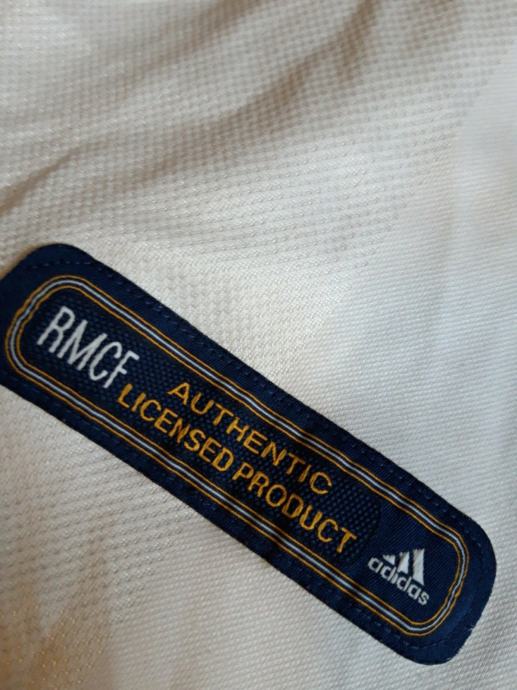 RMCF
AUTHENTIC
LICENSED PRODUCT
adidas